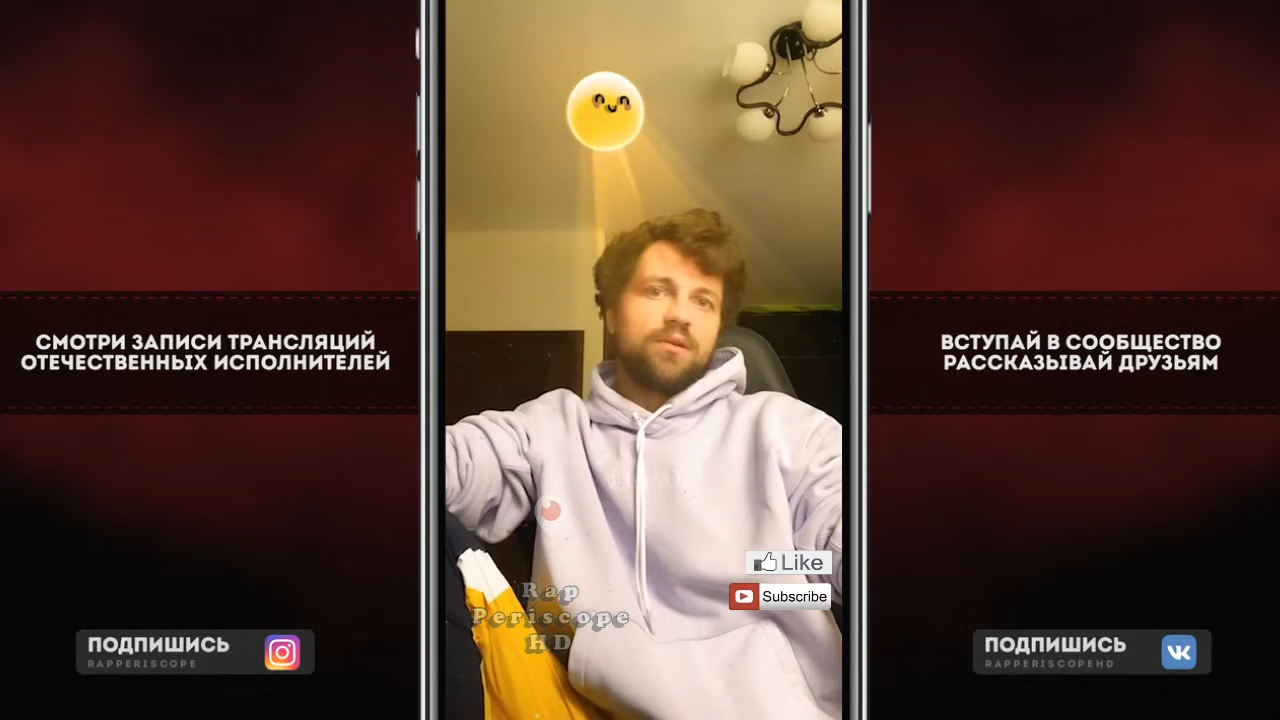 СМОТРИ ЗАПИСИ ТРАНСЛЯЦИЙ
ОТЕЧЕСТВЕННЫХ ИСПОЛНИТЕЛЕЙ
ПОДПИШИСЬ
RAPPERISCOPE
Rap
Periscope
HD
Like
Subscribe
ВСТУПАЙ В СООБЩЕСТВО
РАССКАЗЫВАЙ ДРУЗЬЯМ
ПОДПИШИСЬ
RAPPERISCOPEHD